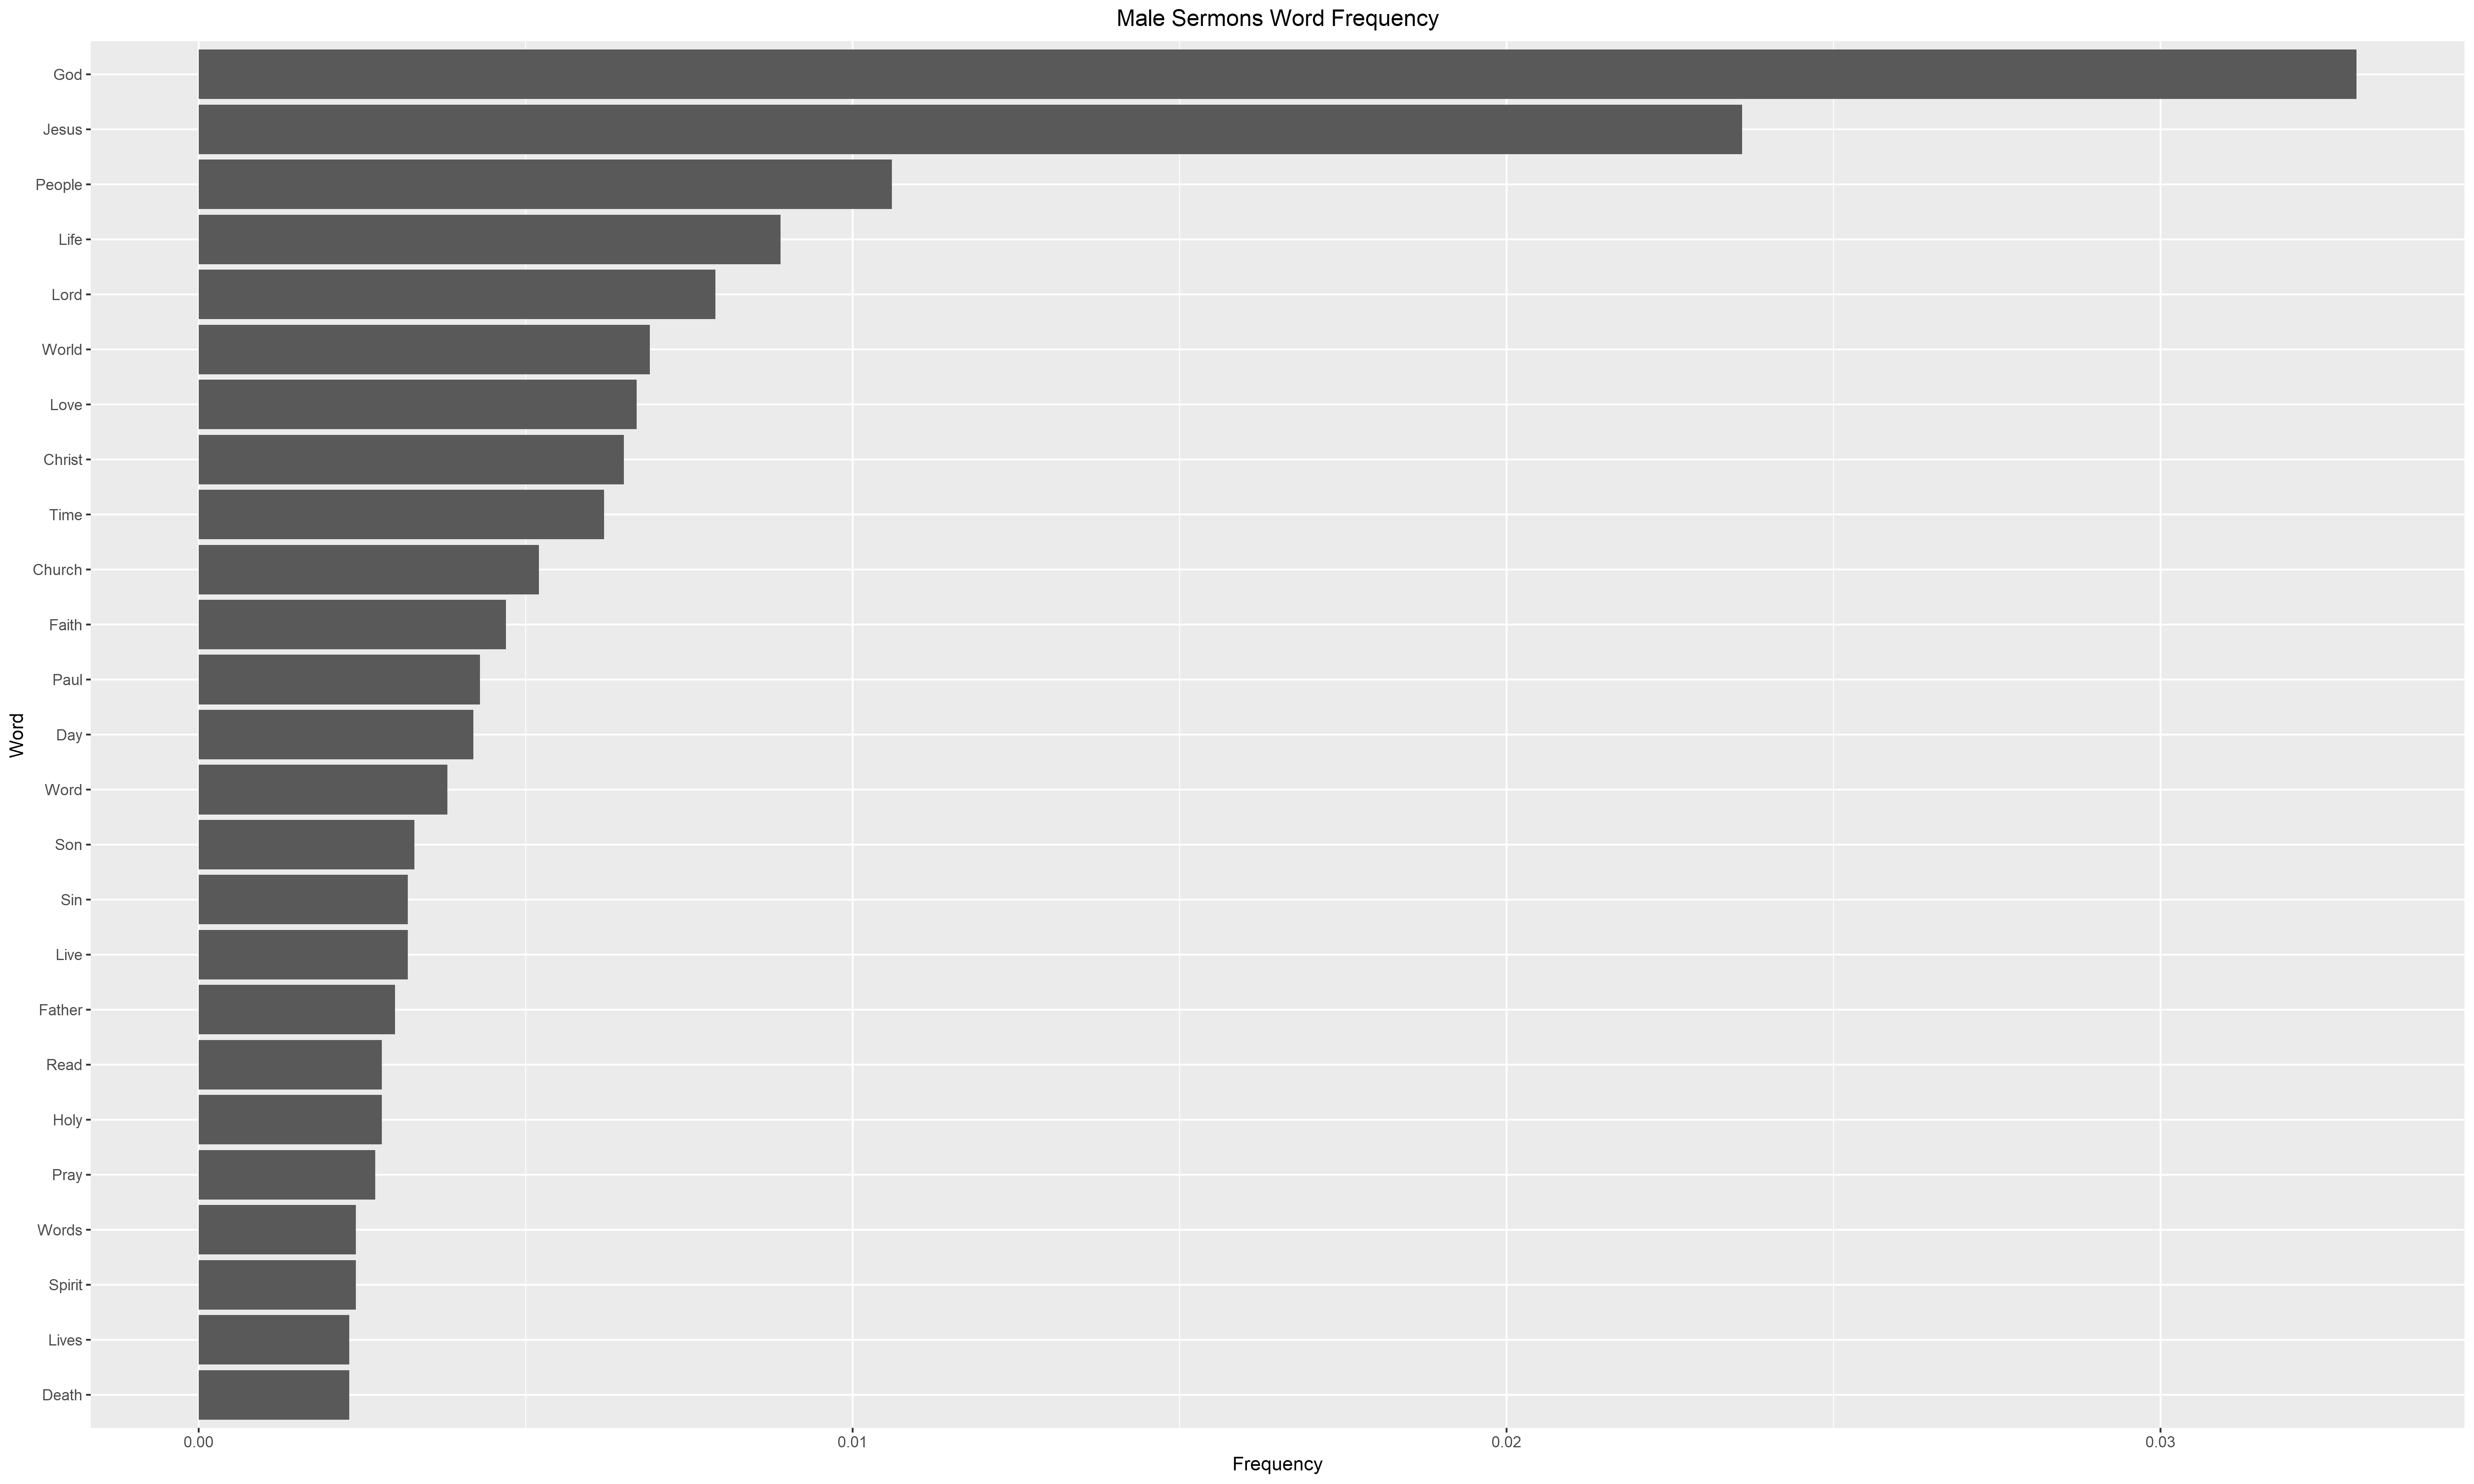 Male Sermons Word Frequency
God
Jesus
People
Life
Lord
World
Love
Christ
Time
Church
Faith
Paul
Day
Word
Son
Sin
Live
Father
Read
Holy
Pray
Words
Spirit
Lives
Death
Word
0.00 0.01 0.02 0.03
Frequency